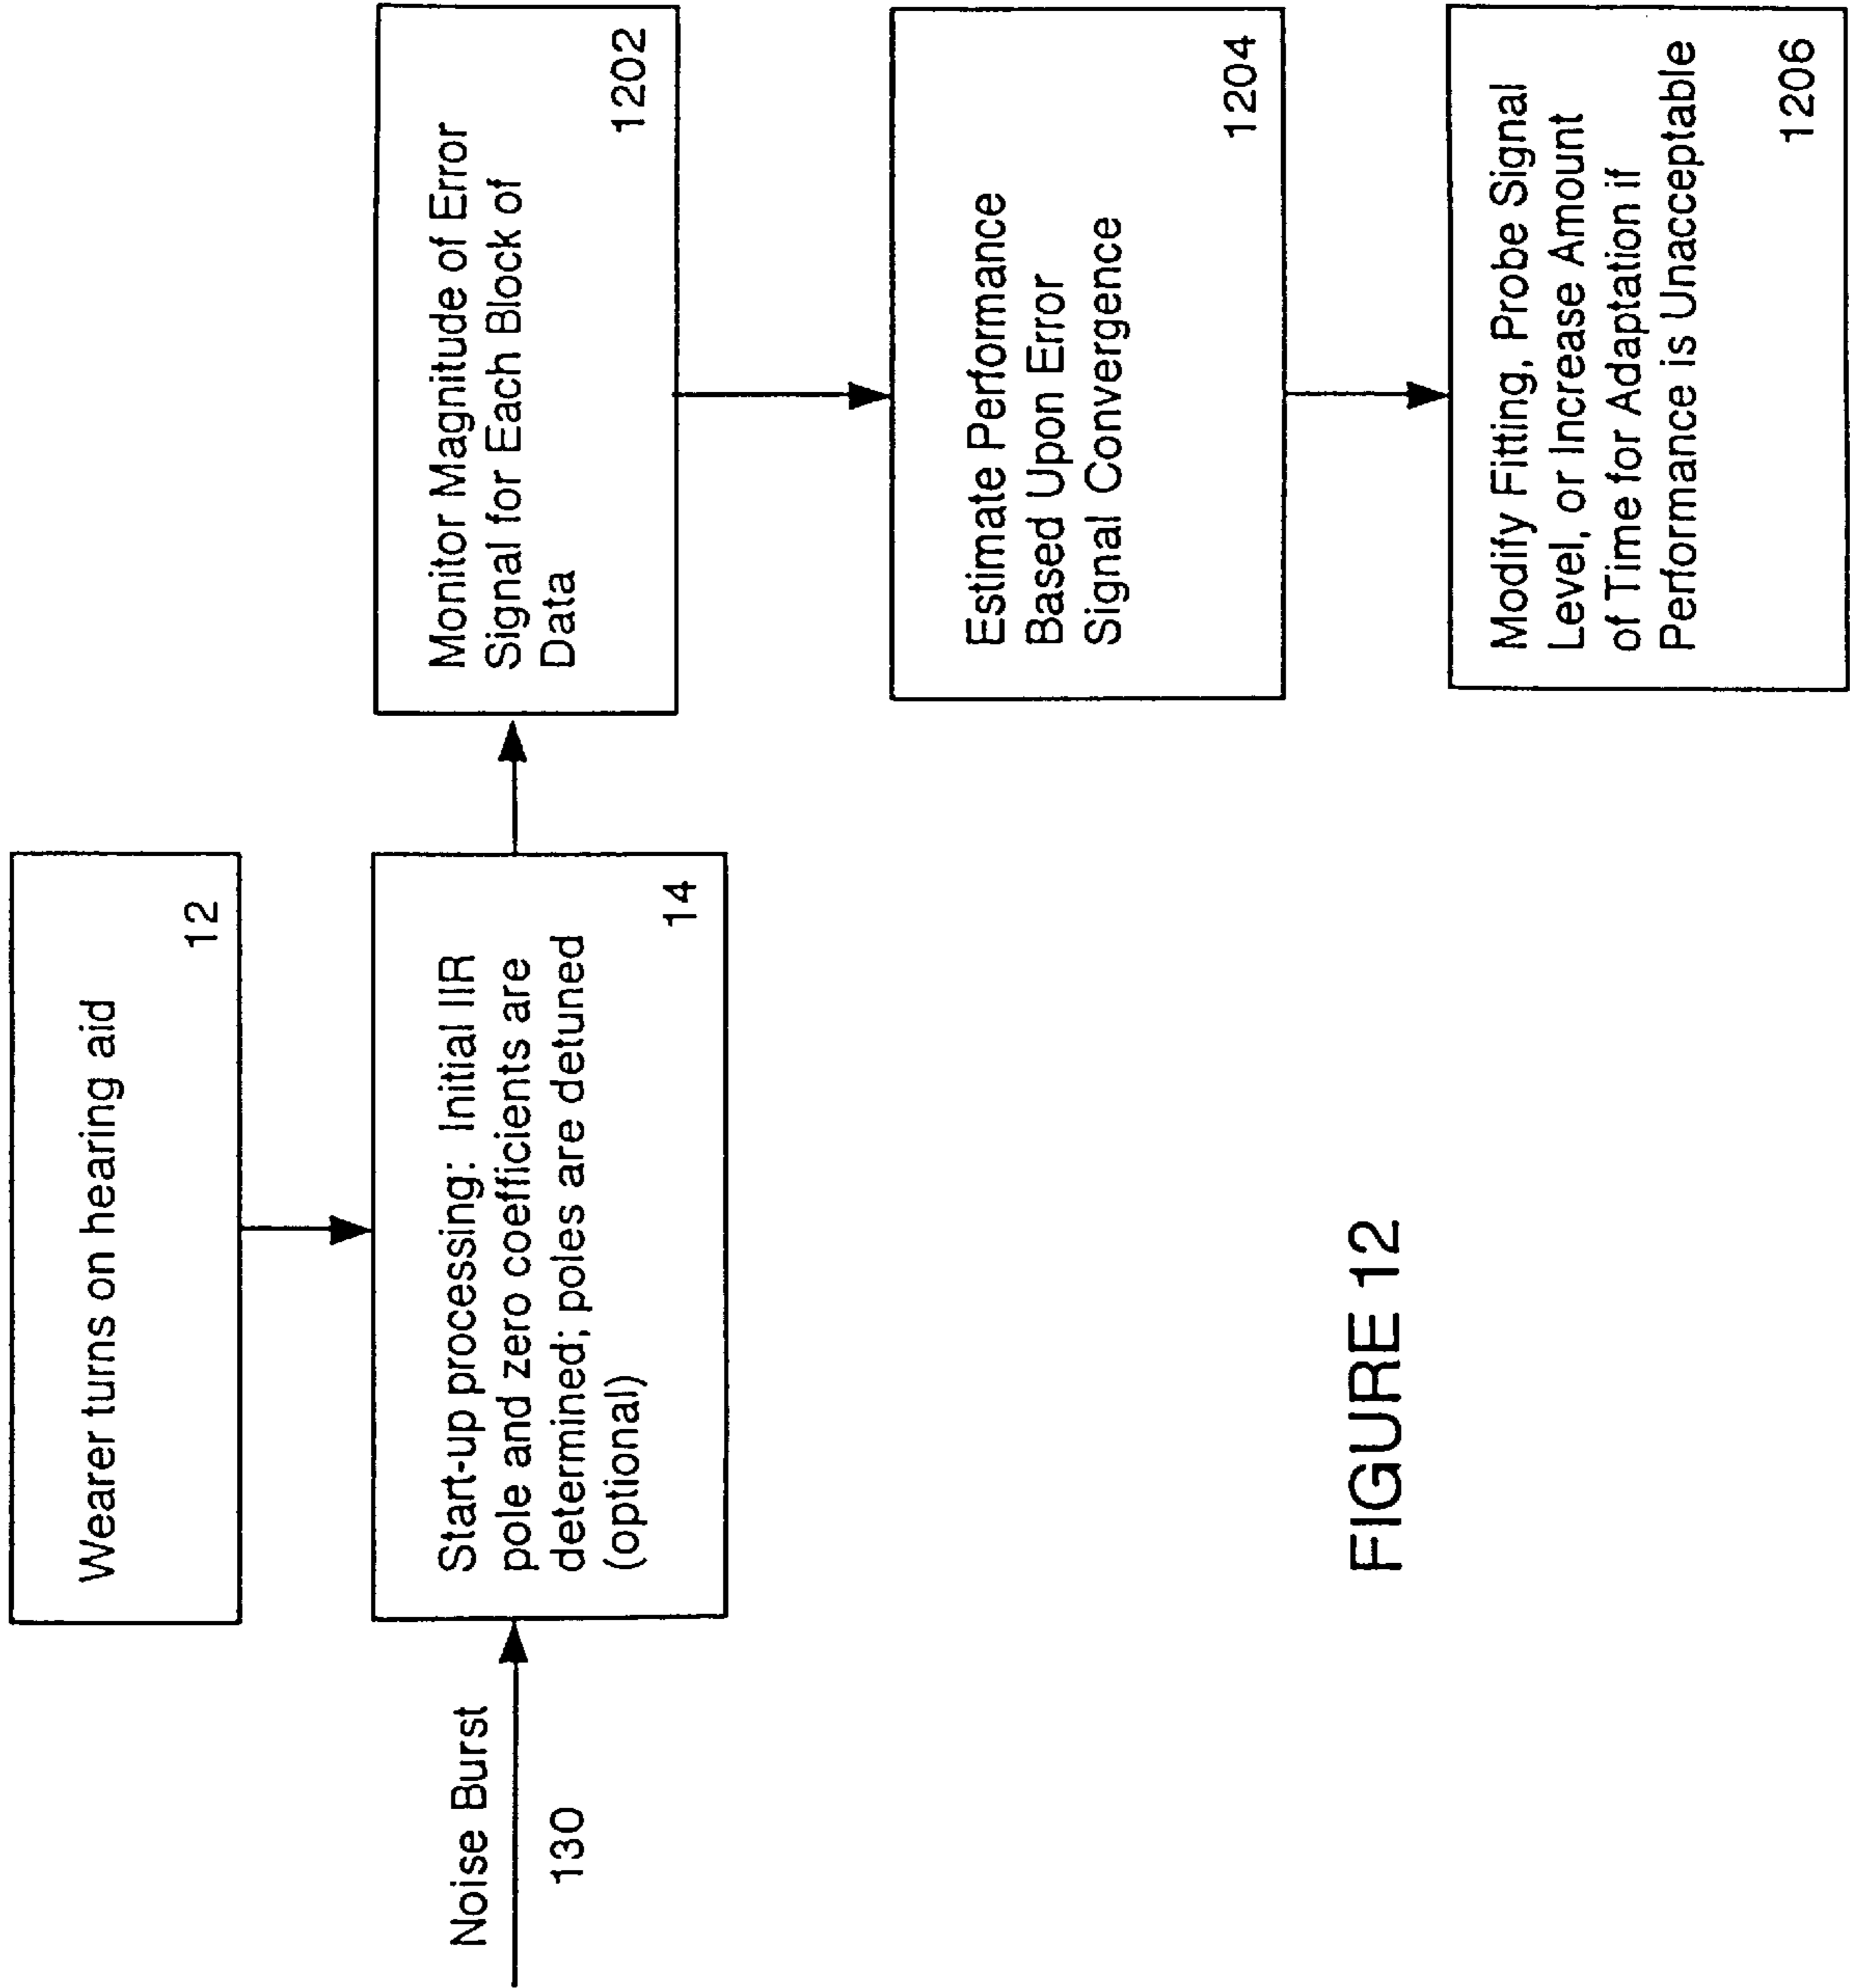 Wearer turns on hearing aid
12
Noise Burst
130
Start-up processing: Initial IIR
pole and zero coefficients are
determined; poles are detuned
(optional)
14
Monitor Magnitude of Error
Signal for Each Block of
Data
1202
Estimate Performance
Based Upon Error
Signal Convergence
1204
Modify Fitting, Probe Signal
Level, or Increase Amount
of Time for Adaptation if
Performance is Unacceptable
1206
FIGURE 12